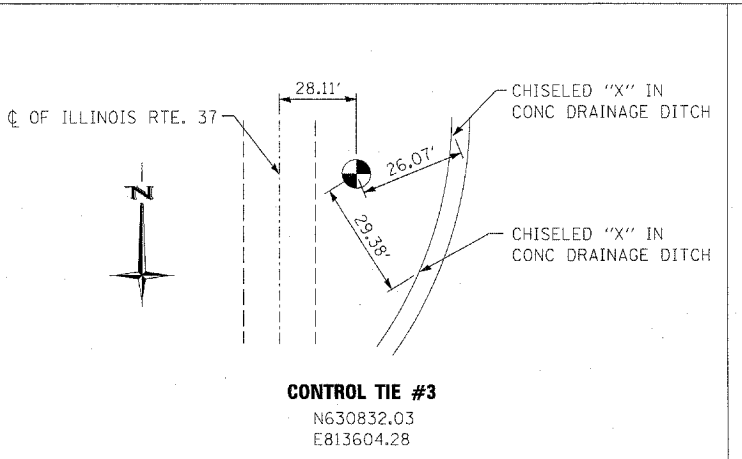 28.11'
CHISELED "X" IN
CONC DRAINAGE DITCH
℄ OF ILLINOIS RTE. 37
26.07'
N
29.38'
CHISELED "X" IN
CONC DRAINAGE DITCH
CONTROL TIE #3
N630832.03
E813604.28